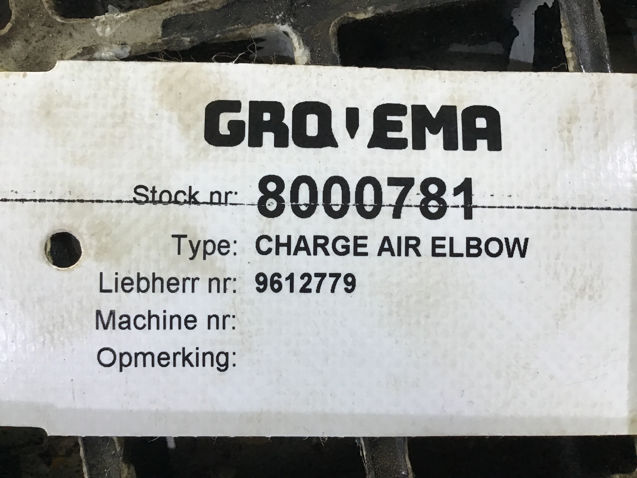 GROVEMA
Stock nr: 8000781
Type: CHARGE AIR ELBOW
Liebherr nr: 9612779
Machine nr:
Opmerking: